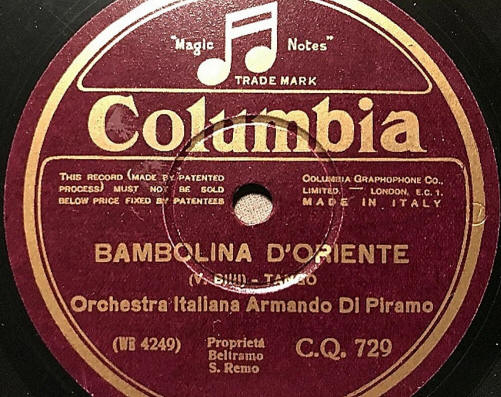 "Magic Notes"
TRADE MARK
Columbia
THIS RECORD (MADE BY PATENTED
PROCESS) MUST NOT BE SOLD
BELOW PRICE FIXED BY PATENTEES
COLUMBIA GRAPHOPHONE CO.,
LIMITED. — LONDON, E.C. 1.
MADE IN ITALY
BAMBOLINA D'ORIENTE
(V. - TANGO
Orchestra Italiana Armando Di Piramo
(WB 4249)
Proprietá
Beltramo
S. Remo
C.Q. 729